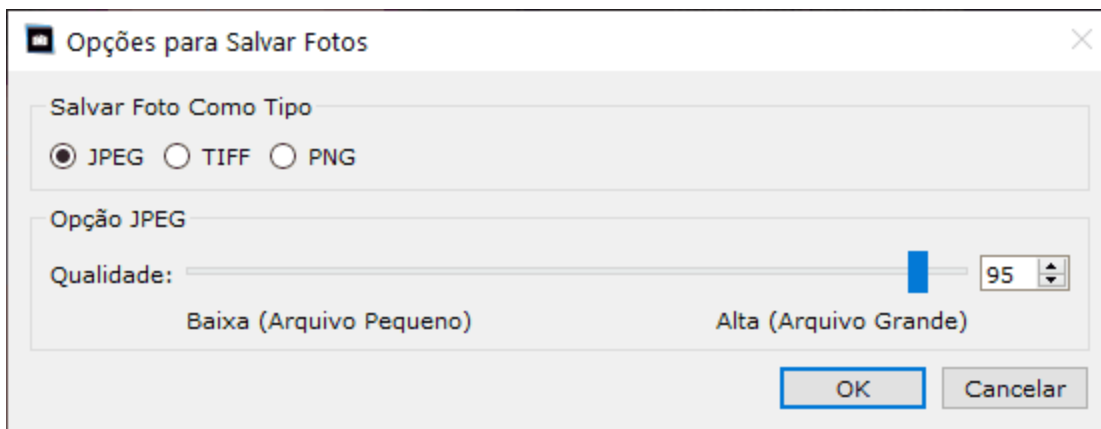 Opções para Salvar Fotos
Salvar Foto Como Tipo
JPEG TIFF PNG
Opção JPEG
Qualidade: 95
Baixa (Arquivo Pequeno) Alta (Arquivo Grande)
OK Cancelar